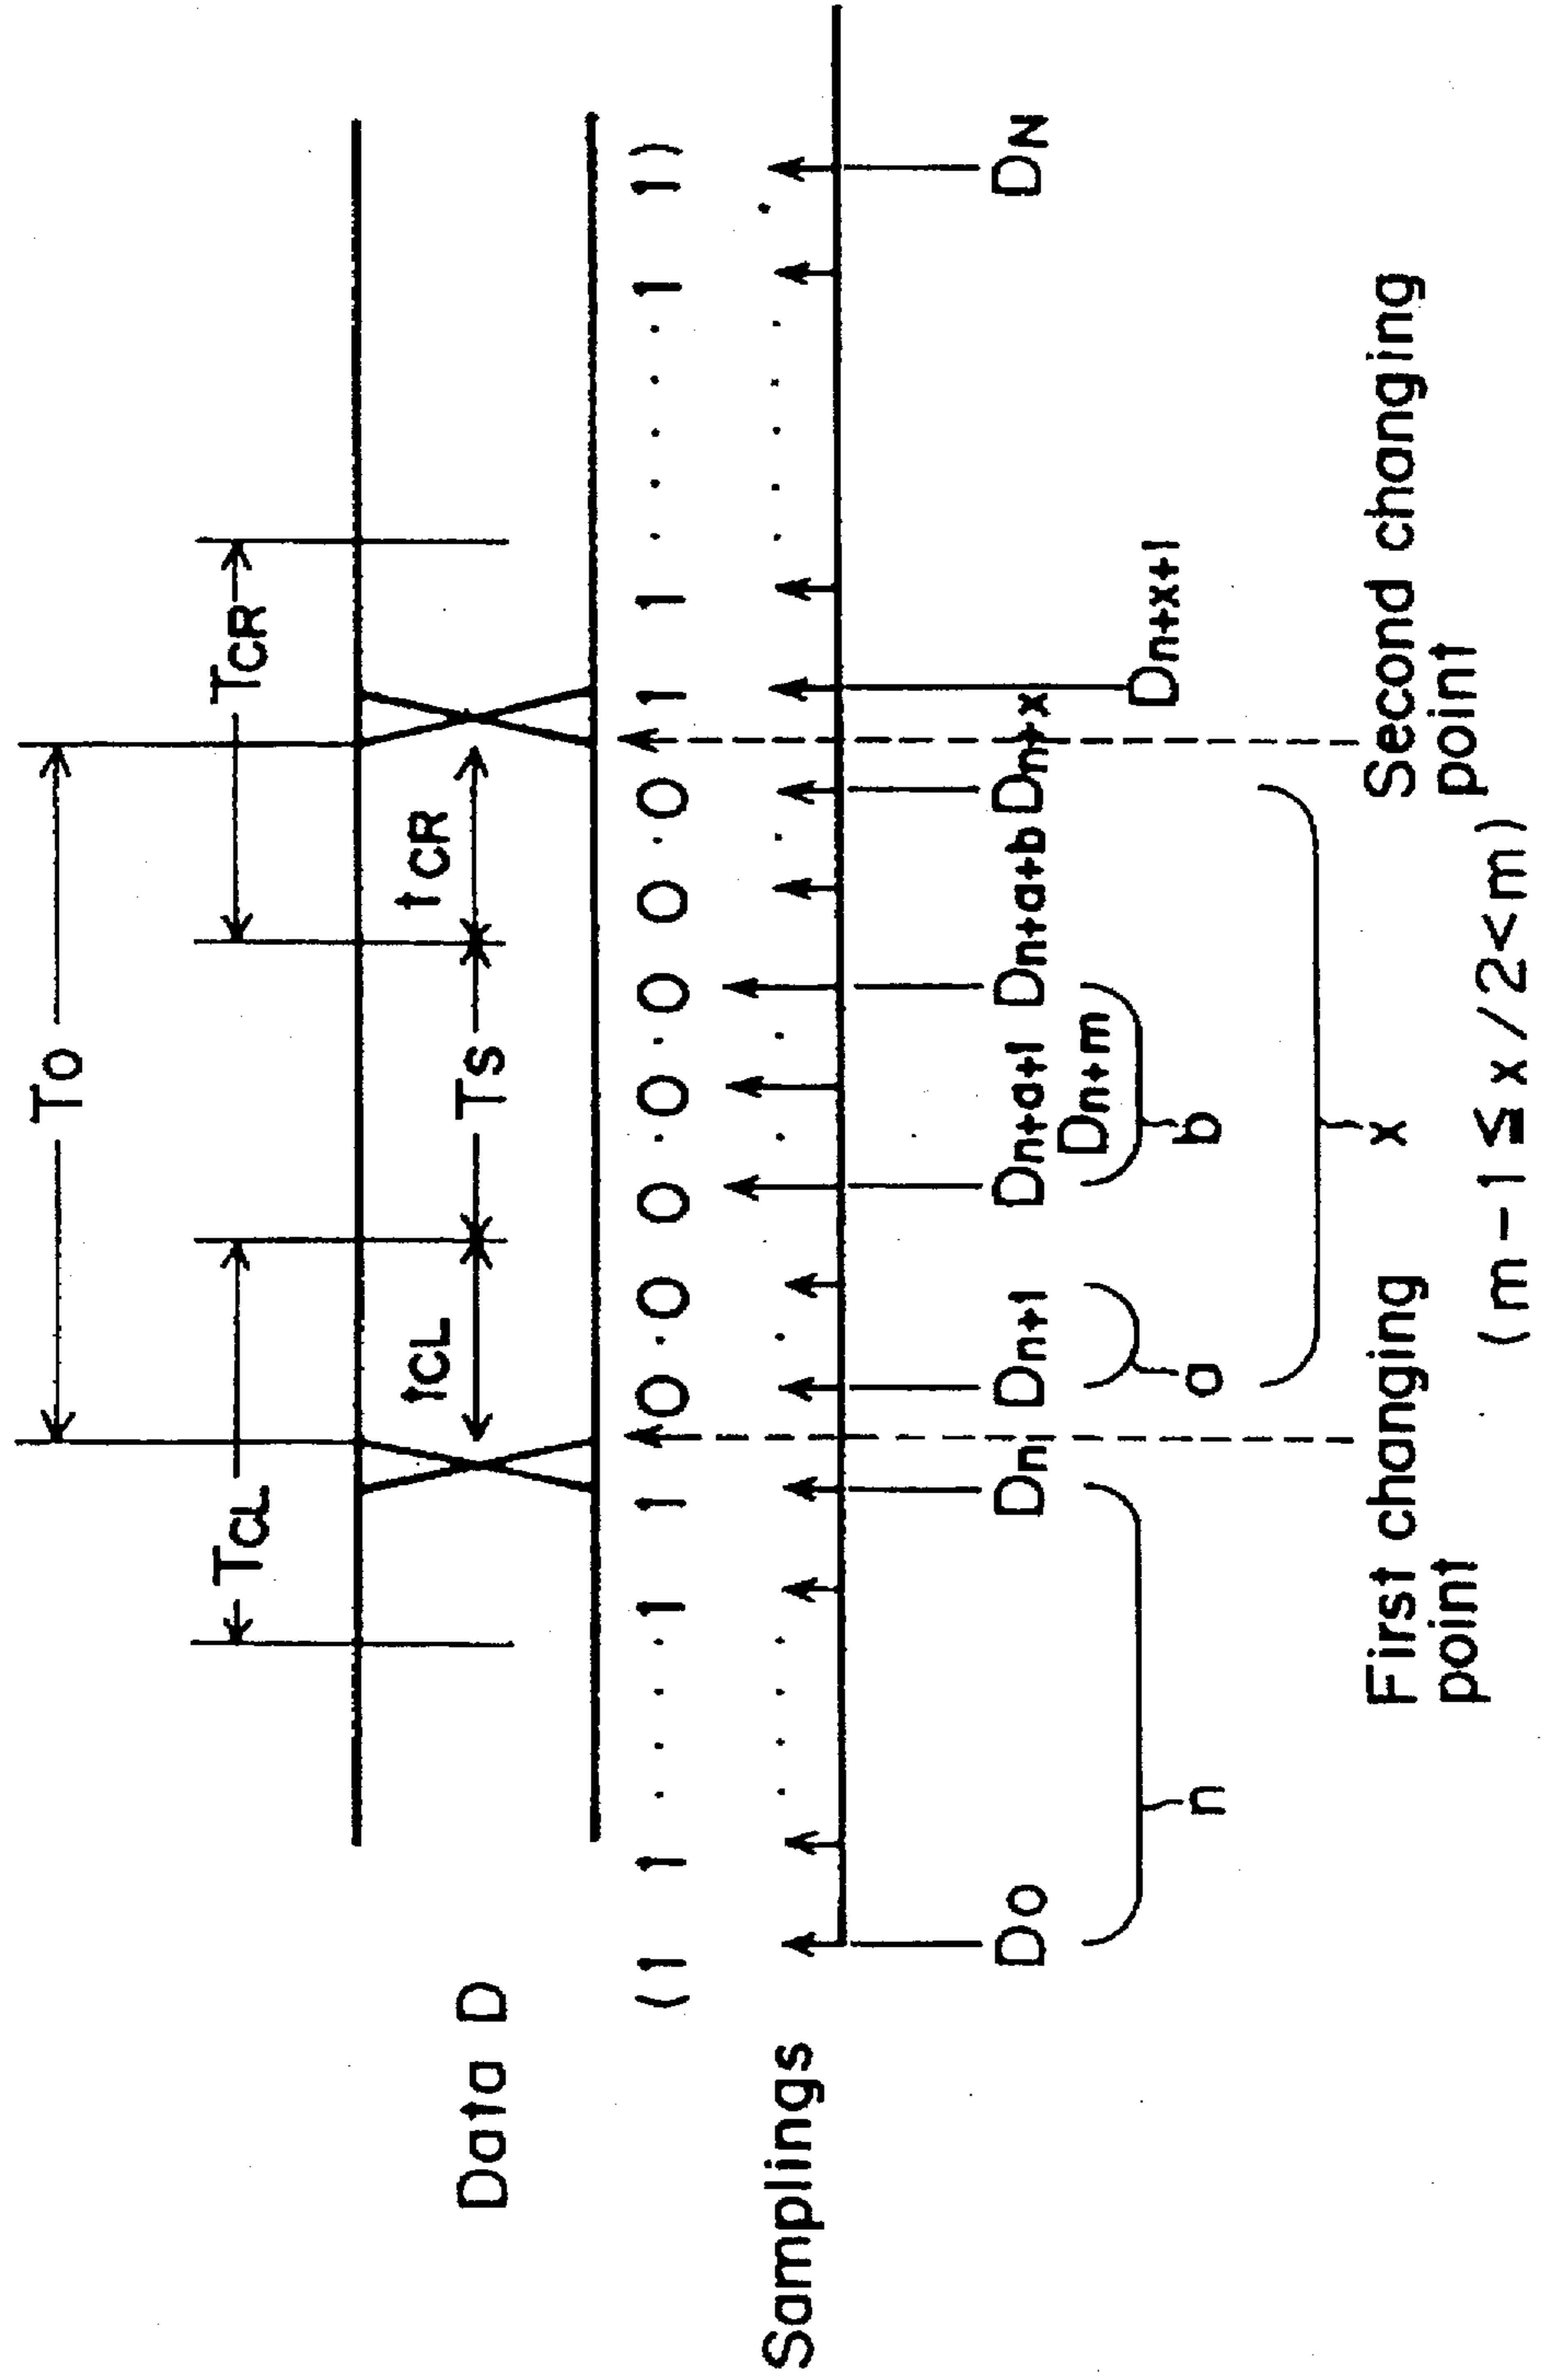 To
TCL TCR
tCL Ts tCR
Data D
(1 1 . . . . 1 1 0 . 0 0 . 0 . 0 0 . 0 1 1 . . . . . 1 1)
Samplings
Do Dn Dn+1 Dn+a+1 Dn+a+b Dn+x DN
Dn+m
Dn+x+1
n a b
x
First changing point
Second changing point
(m-1≦x/2<m)